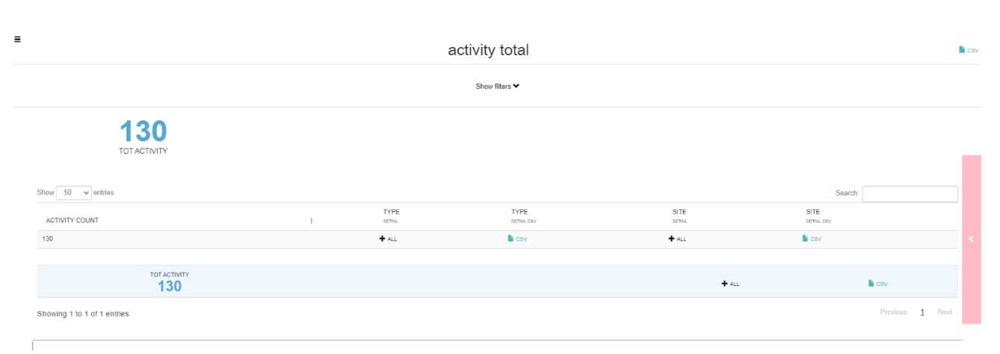 activity total
CSV
Show filters
130
TOT ACTIVITY
Show 50 entries
Search:
ACTIVITY COUNT TYPE TYPE SITE SITE
DETAIL DETAIL CSV DETAIL DETAIL CSV
130 ALL CSV ALL CSV
TOT ACTIVITY
130 ALL CSV
Showing 1 to 1 of 1 entries
Previous 1 Next